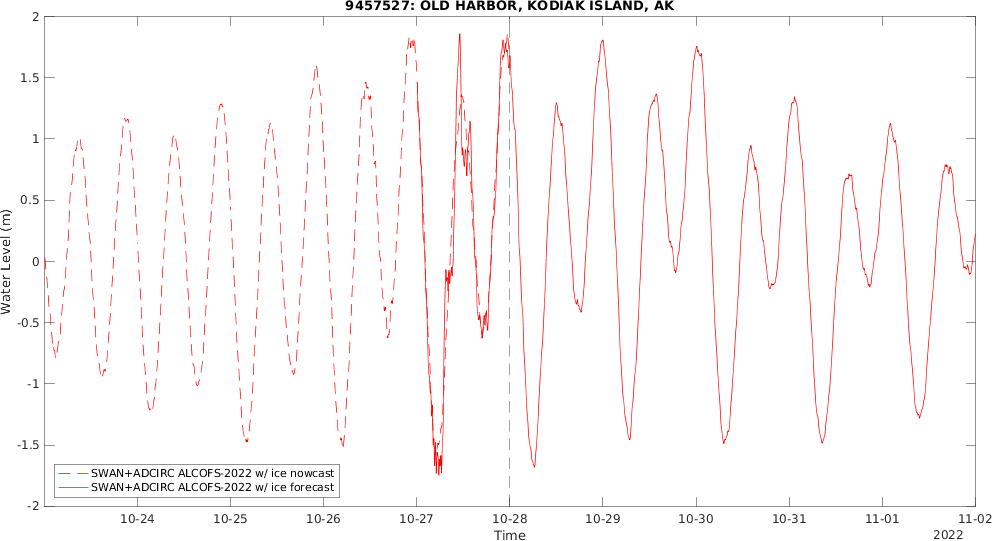 9457527: OLD HARBOR, KODIAK ISLAND, AK
2
1.5
1
0.5
0
-0.5
-1
-1.5
-2
Water Level (m)
SWAN+ADCIRC ALCOFS-2022 w/ ice nowcast
SWAN+ADCIRC ALCOFS-2022 w/ ice forecast
10-24 10-25 10-26 10-27 10-28 10-29 10-30 10-31 11-01 11-02
Time
2022